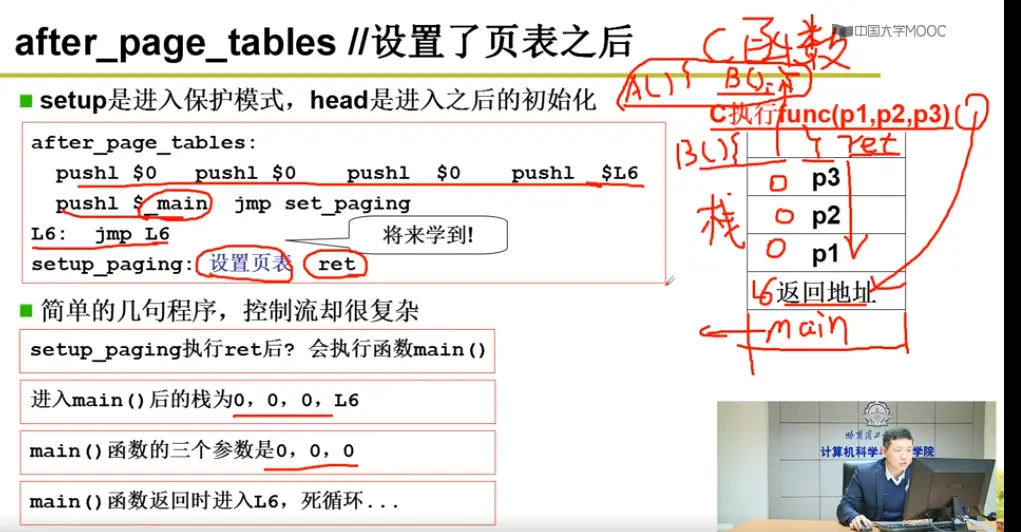 after_page_tables //设置了页表之后
中国大学MOOC
C函数
A(){ B(); }
■ setup是进入保护模式，head是进入之后的初始化
C执行func(p1,p2,p3)
B(){ } ret
after_page_tables:
pushl $0 pushl $0 pushl $0 pushl $L6
pushl $_main jmp set_paging
L6: jmp L6
将来学到!
setup_paging: 设置页表 ret
栈
0 p3
0 p2
0 p1
L6 返回地址
main
■ 简单的几句程序，控制流却很复杂
setup_paging执行ret后? 会执行函数main()
进入main()后的栈为0，0，0，L6
main()函数的三个参数是0，0，0
main()函数返回时进入L6，死循环...
计算机科学
学院